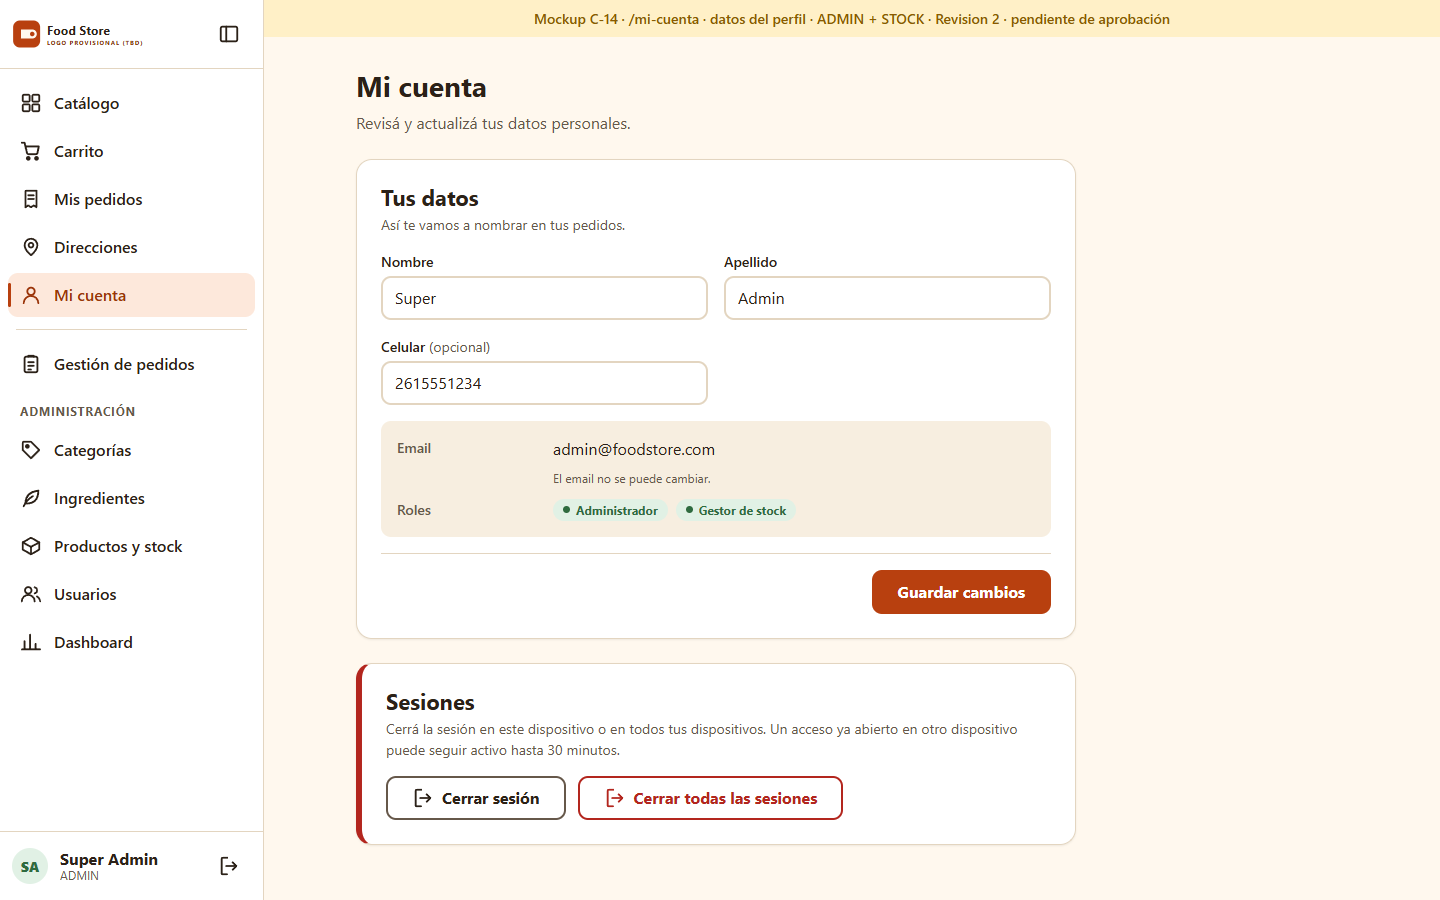 Food Store
LOGO PROVISIONAL (TBD)
Catálogo
Carrito
Mis pedidos
Direcciones
Mi cuenta
Gestión de pedidos
ADMINISTRACIÓN
Categorías
Ingredientes
Productos y stock
Usuarios
Dashboard
SA
Super Admin
ADMIN
Mockup C-14 · /mi-cuenta · datos del perfil · ADMIN + STOCK · Revision 2 · pendiente de aprobación
Mi cuenta
Revisá y actualizá tus datos personales.
Tus datos
Así te vamos a nombrar en tus pedidos.
Nombre
Super
Apellido
Admin
Celular (opcional)
2615551234
Email
admin@foodstore.com
El email no se puede cambiar.
Roles
Administrador
Gestor de stock
Guardar cambios
Sesiones
Cerrá la sesión en este dispositivo o en todos tus dispositivos. Un acceso ya abierto en otro dispositivo
puede seguir activo hasta 30 minutos.
Cerrar sesión
Cerrar todas las sesiones